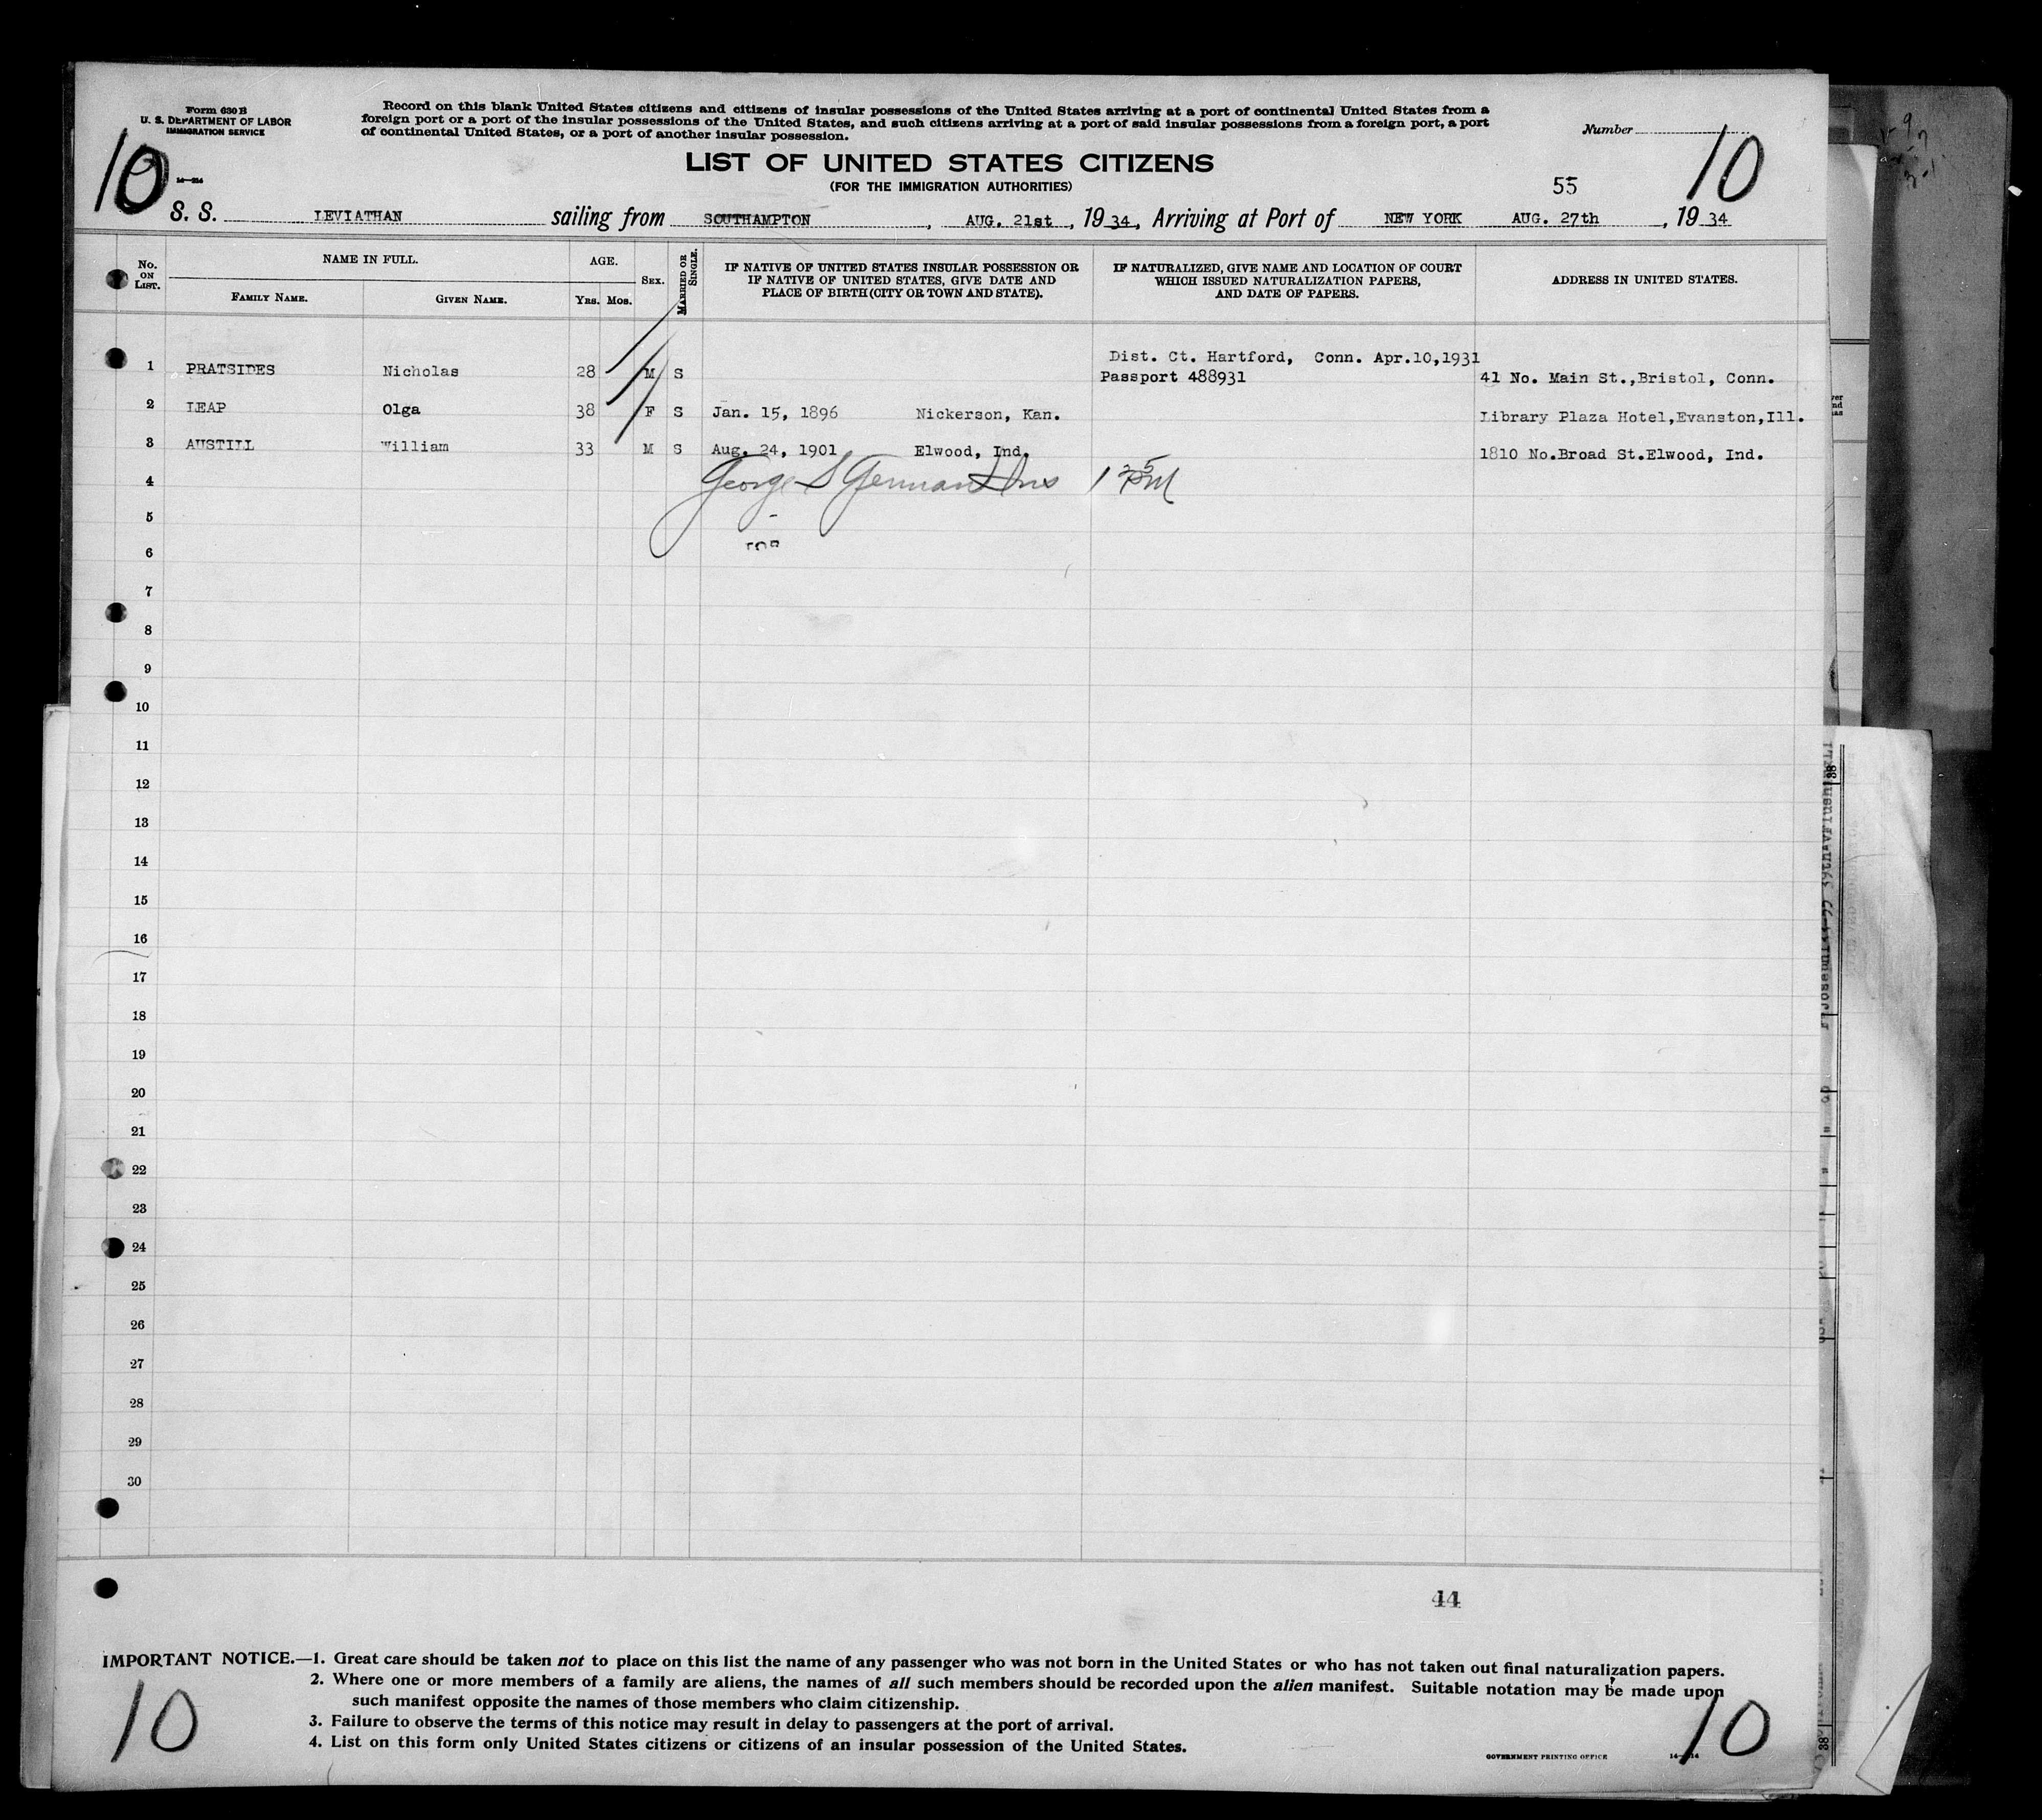 Form 630 B
U. S. DEPARTMENT OF LABOR
IMMIGRATION SERVICE
Record on this blank United States citizens and citizens of insular possessions of the United States arriving at a port of continental United States from a
foreign port or a port of the insular possessions of the United States, and such citizens arriving at a port of said insular possessions from a foreign port, a port
of continental United States, or a port of another insular possession.
Number
10
10
LIST OF UNITED STATES CITIZENS
(FOR THE IMMIGRATION AUTHORITIES)
55
S. S. LEVIATHAN sailing from SOUTHAMPTON, AUG. 21st, 1934, Arriving at Port of NEW YORK AUG. 27th, 1934
No. ON LIST.
NAME IN FULL.
FAMILY NAME.
GIVEN NAME.
AGE.
YRS. MOS.
SEX.
MARRIED OR SINGLE.
IF NATIVE OF UNITED STATES INSULAR POSSESSION OR
IF NATIVE OF UNITED STATES, GIVE DATE AND
PLACE OF BIRTH (CITY OR TOWN AND STATE).
IF NATURALIZED, GIVE NAME AND LOCATION OF COURT
WHICH ISSUED NATURALIZATION PAPERS,
AND DATE OF PAPERS.
ADDRESS IN UNITED STATES.
Dist. Ct. Hartford, Conn. Apr.10,1931
1 PRATSIDES Nicholas 28 M S Passport 488931 41 No. Main St.,Bristol, Conn.
2 LEAP Olga 38 F S Jan. 15, 1896 Nickerson, Kan. Library Plaza Hotel,Evanston,Ill.
3 AUSTILL William 33 M S Aug. 24, 1901 Elwood, Ind. 1810 No.Broad St.Elwood, Ind.
4 George S German Ins
5
6
7
8
9
10
11
12
13
14
15
16
17
18
19
20
21
22
23
24
25
26
27
28
29
30
44
IMPORTANT NOTICE.—1. Great care should be taken not to place on this list the name of any passenger who was not born in the United States or who has not taken out final naturalization papers.
2. Where one or more members of a family are aliens, the names of all such members should be recorded upon the alien manifest. Suitable notation may be made upon
such manifest opposite the names of those members who claim citizenship.
3. Failure to observe the terms of this notice may result in delay to passengers at the port of arrival.
4. List on this form only United States citizens or citizens of an insular possession of the United States.
10
10
GOVERNMENT PRINTING OFFICE